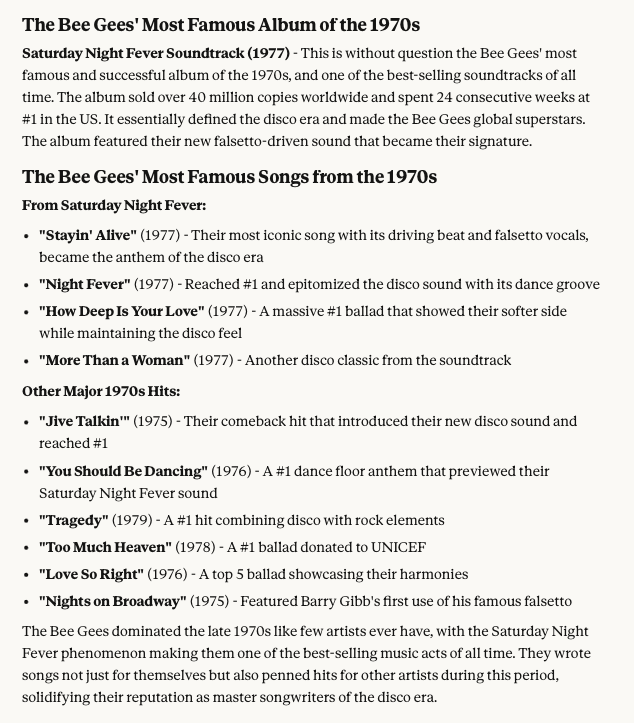 The Bee Gees' Most Famous Album of the 1970s
Saturday Night Fever Soundtrack (1977) - This is without question the Bee Gees' most
famous and successful album of the 1970s, and one of the best-selling soundtracks of all
time. The album sold over 40 million copies worldwide and spent 24 consecutive weeks at
#1 in the US. It essentially defined the disco era and made the Bee Gees global superstars.
The album featured their new falsetto-driven sound that became their signature.
The Bee Gees' Most Famous Songs from the 1970s
From Saturday Night Fever:
• "Stayin' Alive" (1977) - Their most iconic song with its driving beat and falsetto vocals,
became the anthem of the disco era
• "Night Fever" (1977) - Reached #1 and epitomized the disco sound with its dance groove
• "How Deep Is Your Love" (1977) - A massive #1 ballad that showed their softer side
while maintaining the disco feel
• "More Than a Woman" (1977) - Another disco classic from the soundtrack
Other Major 1970s Hits:
• "Jive Talkin'" (1975) - Their comeback hit that introduced their new disco sound and
reached #1
• "You Should Be Dancing" (1976) - A #1 dance floor anthem that previewed their
Saturday Night Fever sound
• "Tragedy" (1979) - A #1 hit combining disco with rock elements
• "Too Much Heaven" (1978) - A #1 ballad donated to UNICEF
• "Love So Right" (1976) - A top 5 ballad showcasing their harmonies
• "Nights on Broadway" (1975) - Featured Barry Gibb's first use of his famous falsetto
The Bee Gees dominated the late 1970s like few artists ever have, with the Saturday Night
Fever phenomenon making them one of the best-selling music acts of all time. They wrote
songs not just for themselves but also penned hits for other artists during this period,
solidifying their reputation as master songwriters of the disco era.